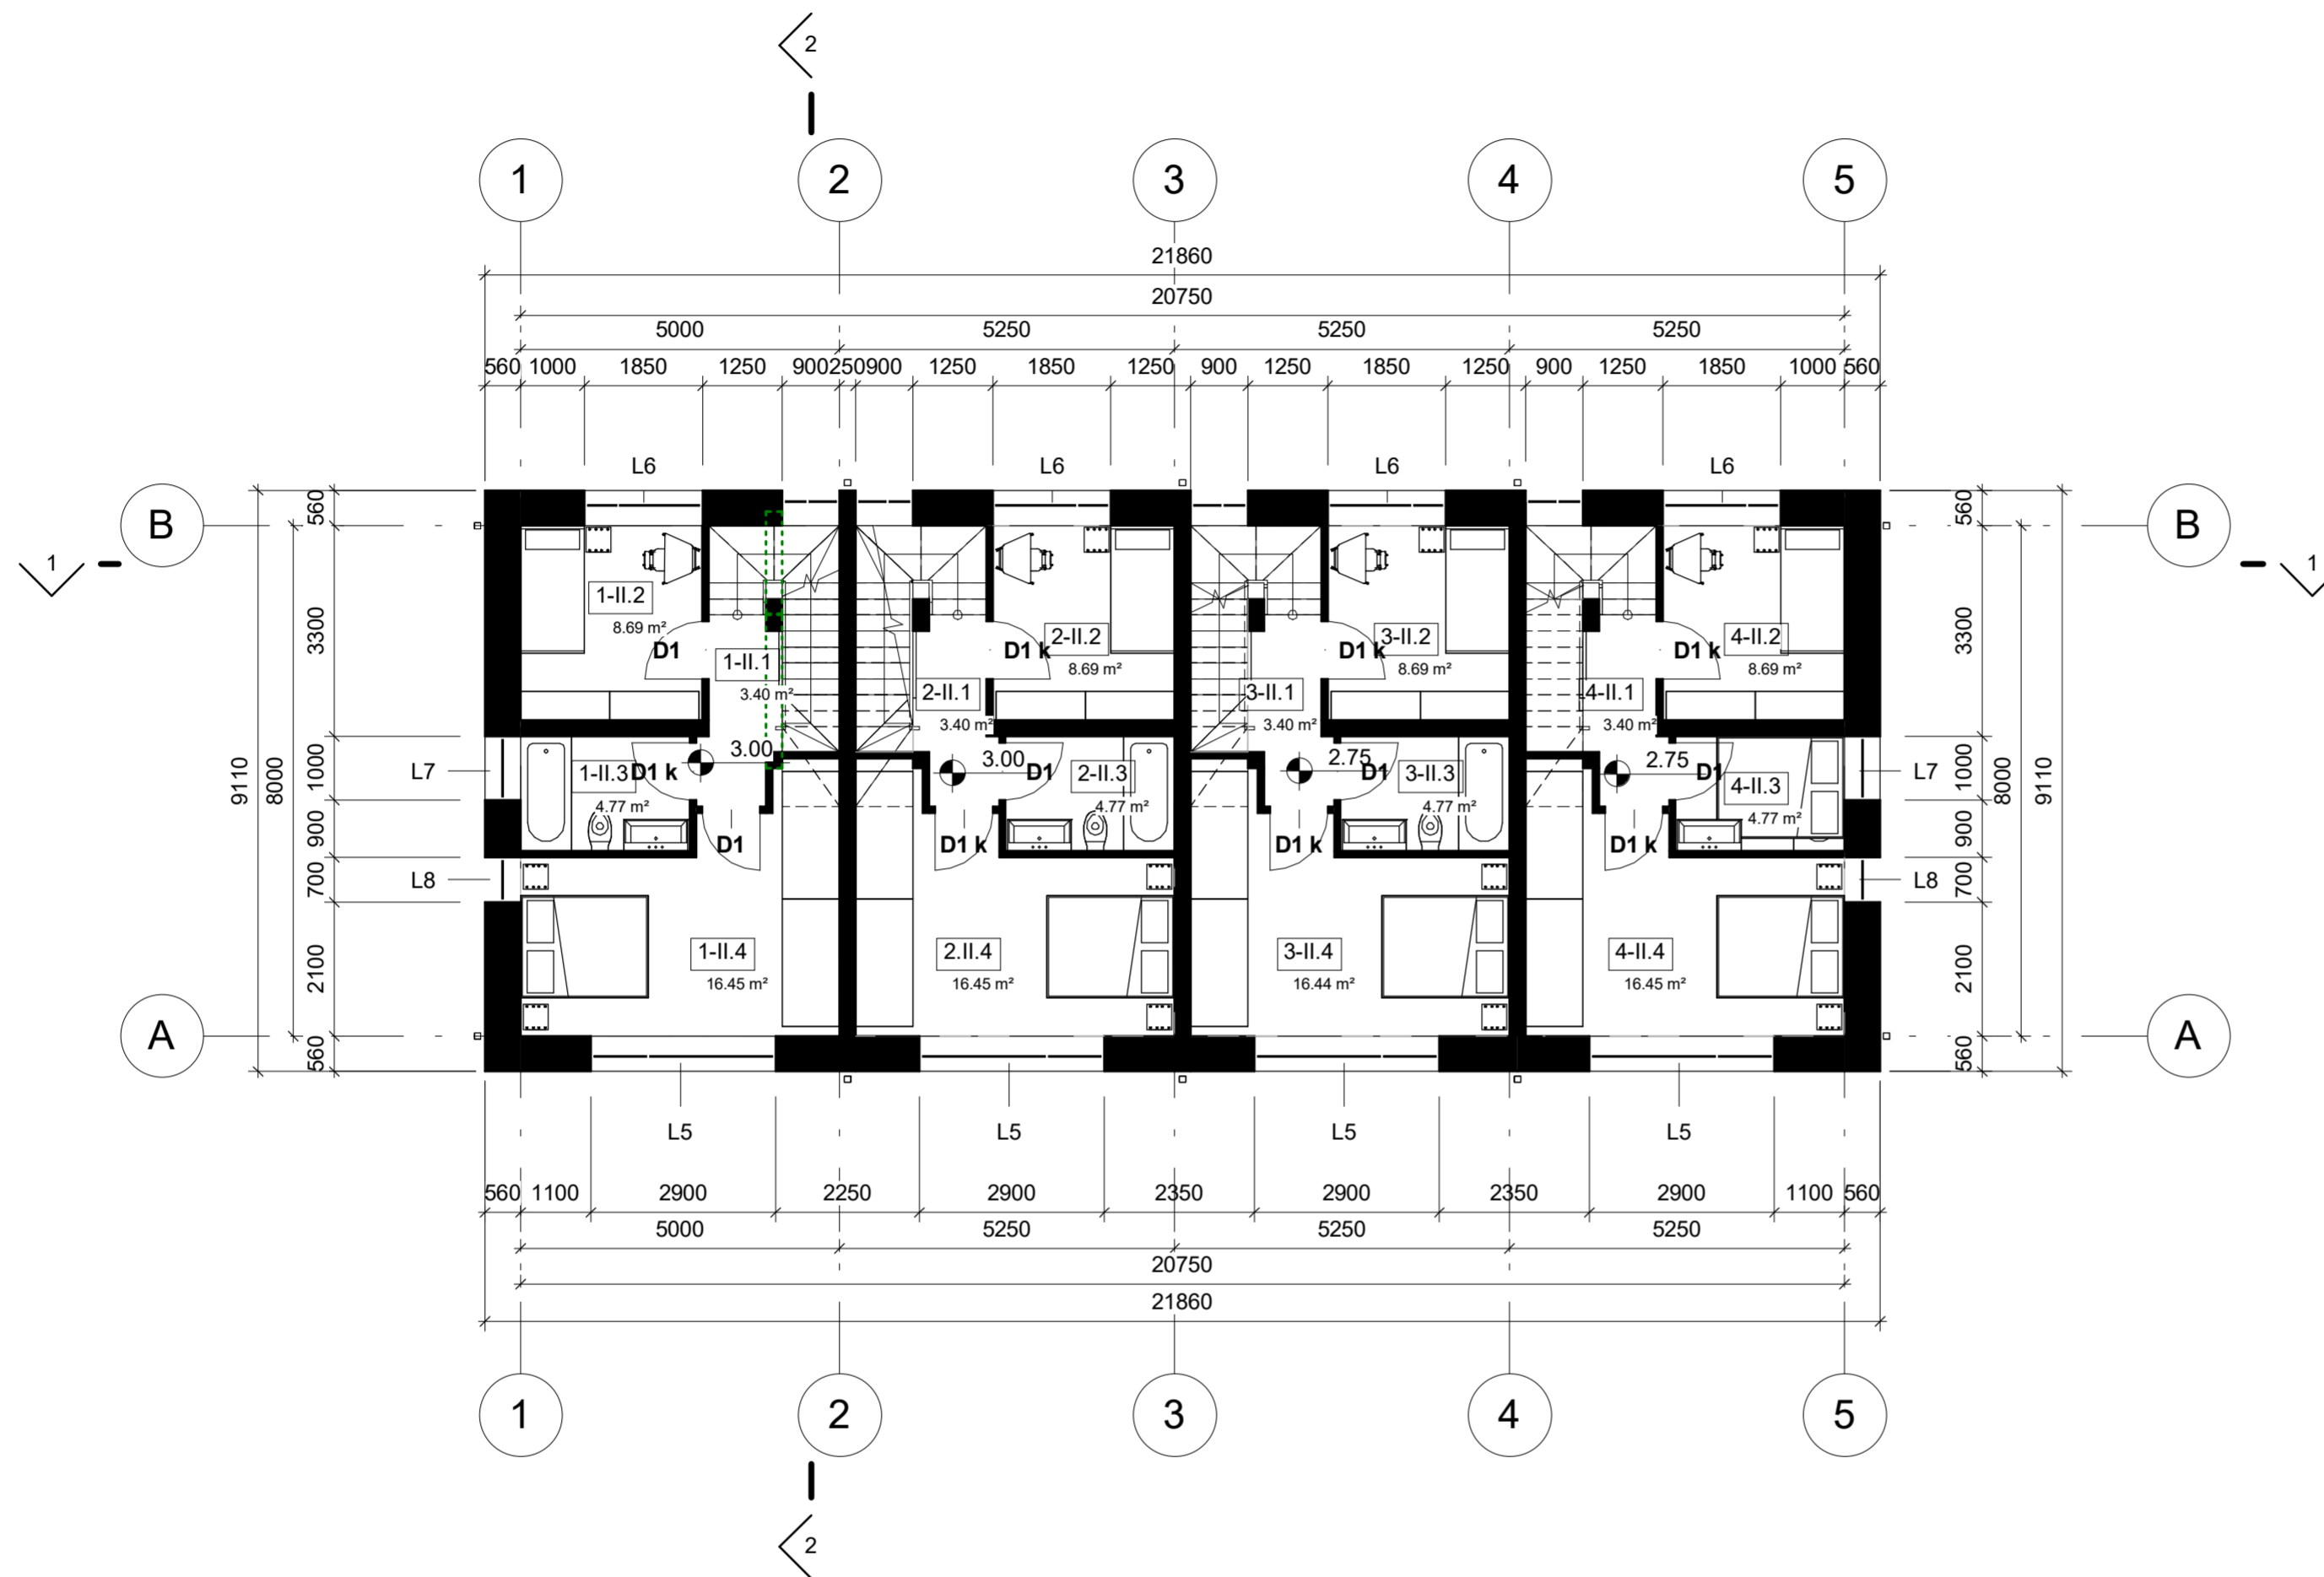 2
1 2 3 4 5
21860
20750
5000 5250 5250 5250
560 1000 1850 1250 900 250 900 1250 1850 1250 900 1250 1850 1250 900 1250 1850 1000 560
L6 L6 L6 L6
B B
1 1
560 3300 1000 900 700 2100 560
8000
9110
560 3300 1000 900 700 2100 560
8000
9110
1-II.2
8.69 m²
D1
1-II.1
3.40 m²
2-II.1
3.40 m²
D1 k
2-II.2
8.69 m²
3-II.1
3.40 m²
D1 k
3-II.2
8.69 m²
4-II.1
3.40 m²
D1 k
4-II.2
8.69 m²
L7 L7
1-II.3
4.77 m²
D1 k
3.00
3.00
D1
2-II.3
4.77 m²
2.75
D1
3-II.3
4.77 m²
2.75
D1
4-II.3
4.77 m²
D1 D1 k D1 k D1 k
L8 L8
1-II.4
16.45 m²
2.II.4
16.45 m²
3-II.4
16.44 m²
4-II.4
16.45 m²
A A
L5 L5 L5 L5
560 1100 2900 2250 2900 2350 2900 2350 2900 1100 560
5000 5250 5250 5250
20750
21860
1 2 3 4 5
2